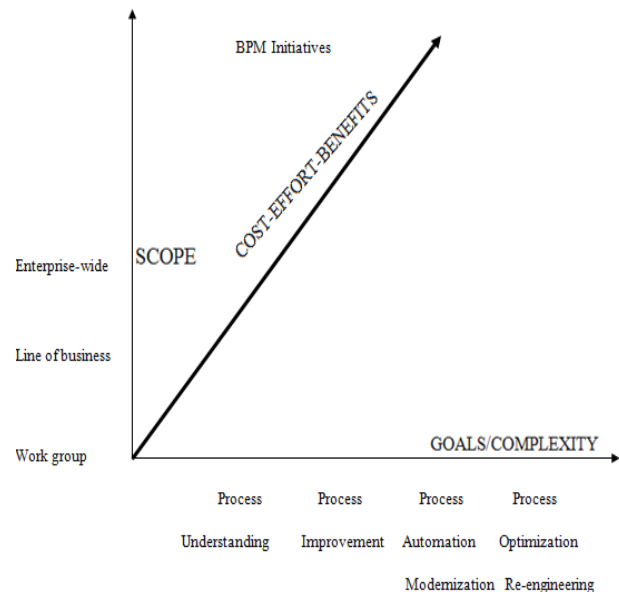 BPM Initiatives
COST-EFFORT-BENEFITS
SCOPE
Enterprise-wide
Line of business
Work group
GOALS/COMPLEXITY
Process Process Process Process
Understanding Improvement Automation Optimization
Modernization Re-engineering